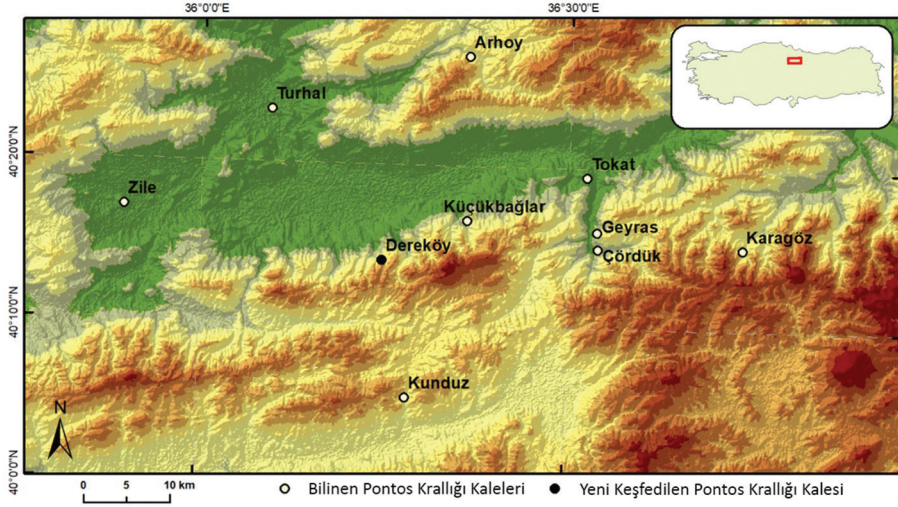 36°0'0"E
36°30'0"E
Arhoy
Turhal
40°20'0"N
Tokat
Zile
Küçükbağlar
Geyras
Dereköy
Çördük
Karagöz
40°10'0"N
Kunduz
N
40°0'0"N
0 5 10 km
Bilinen Pontos Krallığı Kaleleri
Yeni Keşfedilen Pontos Krallığı Kalesi